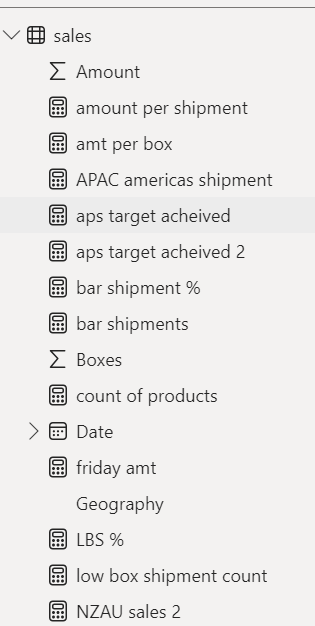 sales
Amount
amount per shipment
amt per box
APAC americas shipment
aps target acheived
aps target acheived 2
bar shipment %
bar shipments
Boxes
count of products
Date
friday amt
Geography
LBS %
low box shipment count
NZAU sales 2